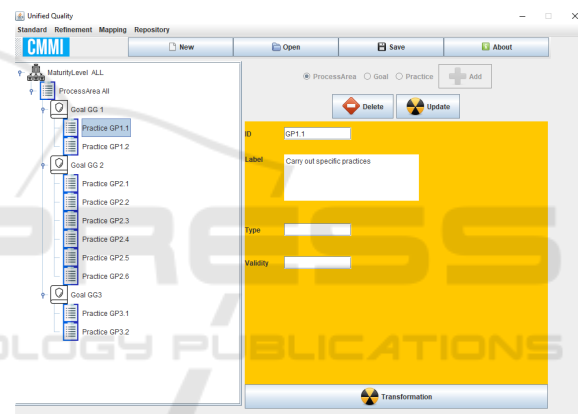 Unified Quality
Standard Refinement Mapping Repository
CMMI New Open Save About
MaturityLevel ALL
ProcessArea All
Goal GG 1
Practice GP1.1
Practice GP1.2
Goal GG 2
Practice GP2.1
Practice GP2.2
Practice GP2.3
Practice GP2.4
Practice GP2.5
Practice GP2.6
Goal GG3
Practice GP3.1
Practice GP3.2
ProcessArea Goal Practice Add
Delete Update
ID GP1.1
Label Carry out specific practices
Type
Validity
Transformation
PRESS
OLOGY PUBLICATIONS